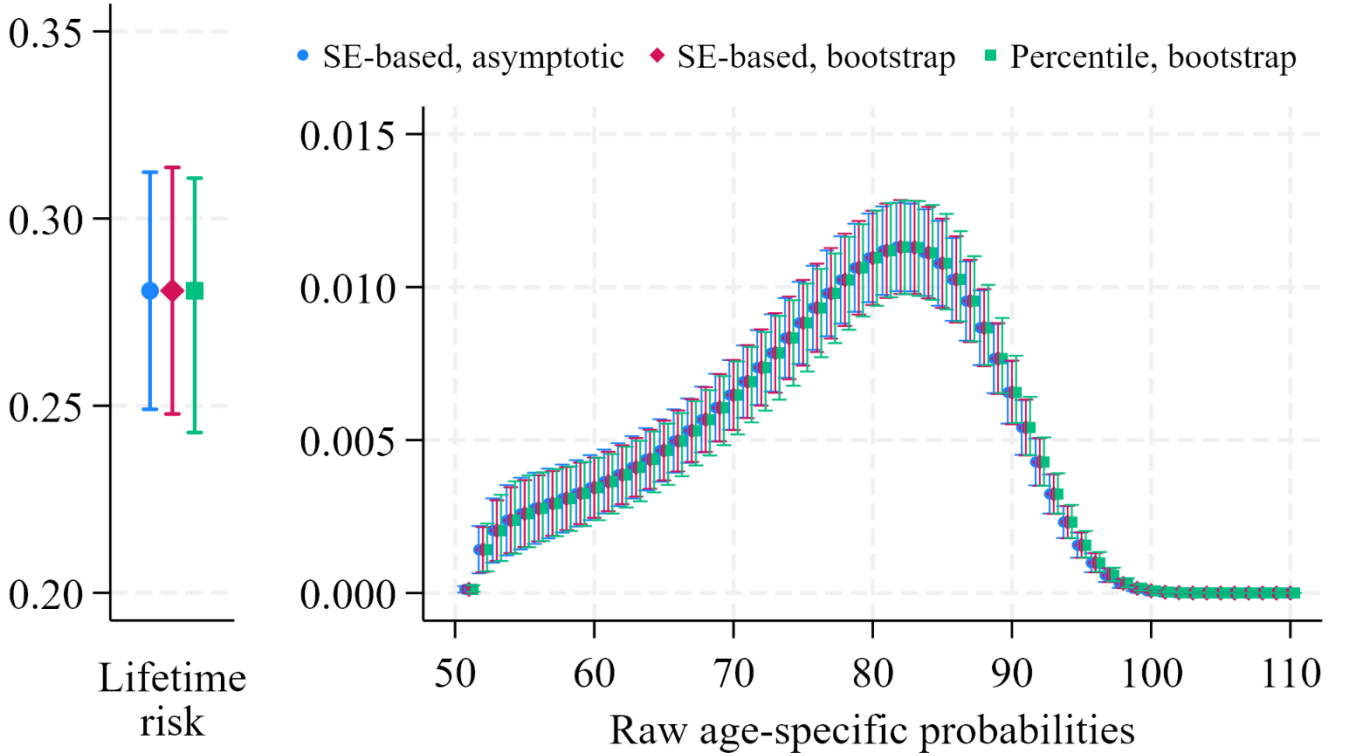 0.35
0.30
0.25
0.20
Lifetime
risk
SE-based, asymptotic SE-based, bootstrap Percentile, bootstrap
0.015
0.010
0.005
0.000
50 60 70 80 90 100 110
Raw age-specific probabilities